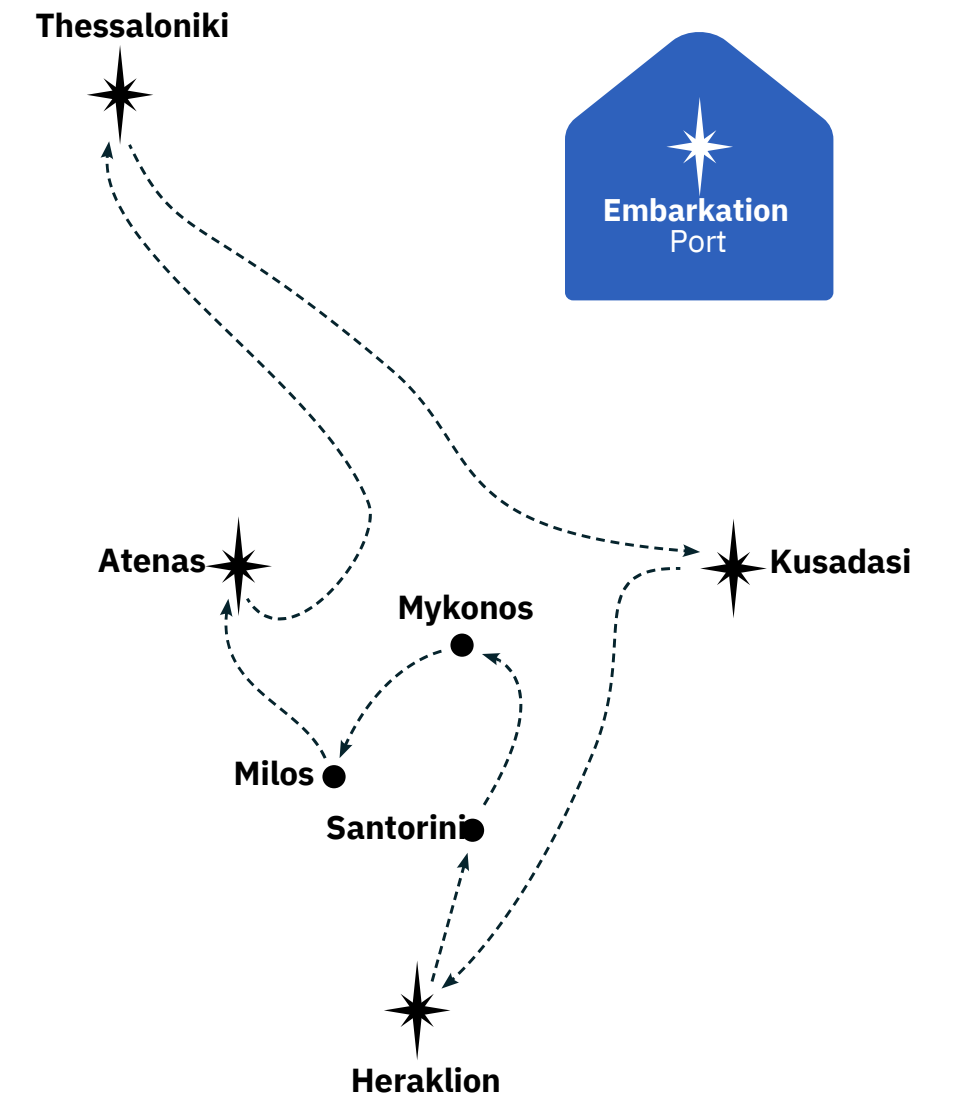 Thessaloniki
Embarkation
Port
Atenas
Kusadasi
Mykonos
Milos
Santorini
Heraklion